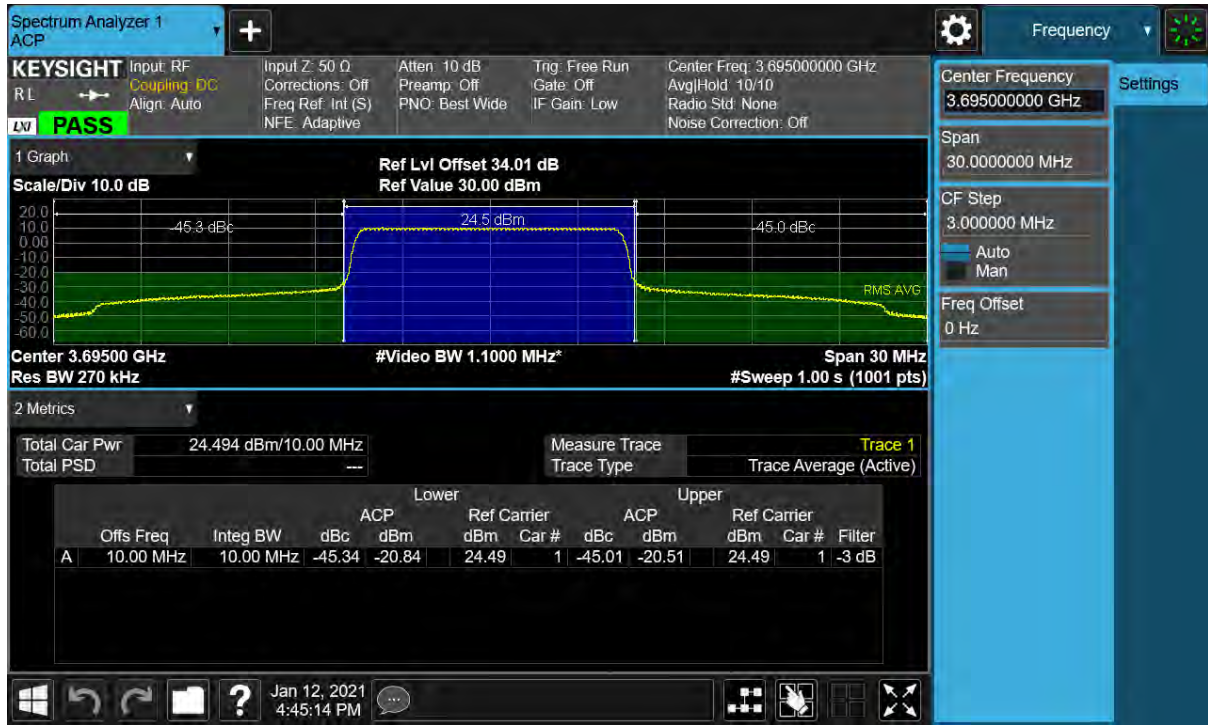 Spectrum Analyzer 1
ACP
+
Frequency
KEYSIGHT
RL
LXI
PASS
Input: RF
Coupling: DC
Align: Auto
Input Z: 50 Ω
Corrections: Off
Freq Ref: Int (S)
NFE: Adaptive
Atten: 10 dB
Preamp: Off
PNO: Best Wide
Trig: Free Run
Gate: Off
IF Gain: Low
Center Freq: 3.695000000 GHz
Avg|Hold: 10/10
Radio Std: None
Noise Correction: Off
Center Frequency
3.695000000 GHz
Settings
Span
30.0000000 MHz
CF Step
3.000000 MHz
Auto
Man
Freq Offset
0 Hz
1 Graph
Scale/Div 10.0 dB
Ref Lvl Offset 34.01 dB
Ref Value 30.00 dBm
20.0
10.0
0.00
-10.0
-20.0
-30.0
-40.0
-50.0
-60.0
-45.3 dBc
24.5 dBm
-45.0 dBc
RMS AVG
Center 3.69500 GHz
#Video BW 1.1000 MHz*
Span 30 MHz
Res BW 270 kHz
#Sweep 1.00 s (1001 pts)
2 Metrics
Total Car Pwr 24.494 dBm/10.00 MHz
Total PSD ---
Measure Trace Trace 1
Trace Type Trace Average (Active)
Lower Upper
ACP Ref Carrier ACP Ref Carrier
Offs Freq Integ BW dBc dBm dBm Car # dBc dBm dBm Car # Filter
A 10.00 MHz 10.00 MHz -45.34 -20.84 24.49 1 -45.01 -20.51 24.49 1 -3 dB
?
Jan 12, 2021
4:45:14 PM